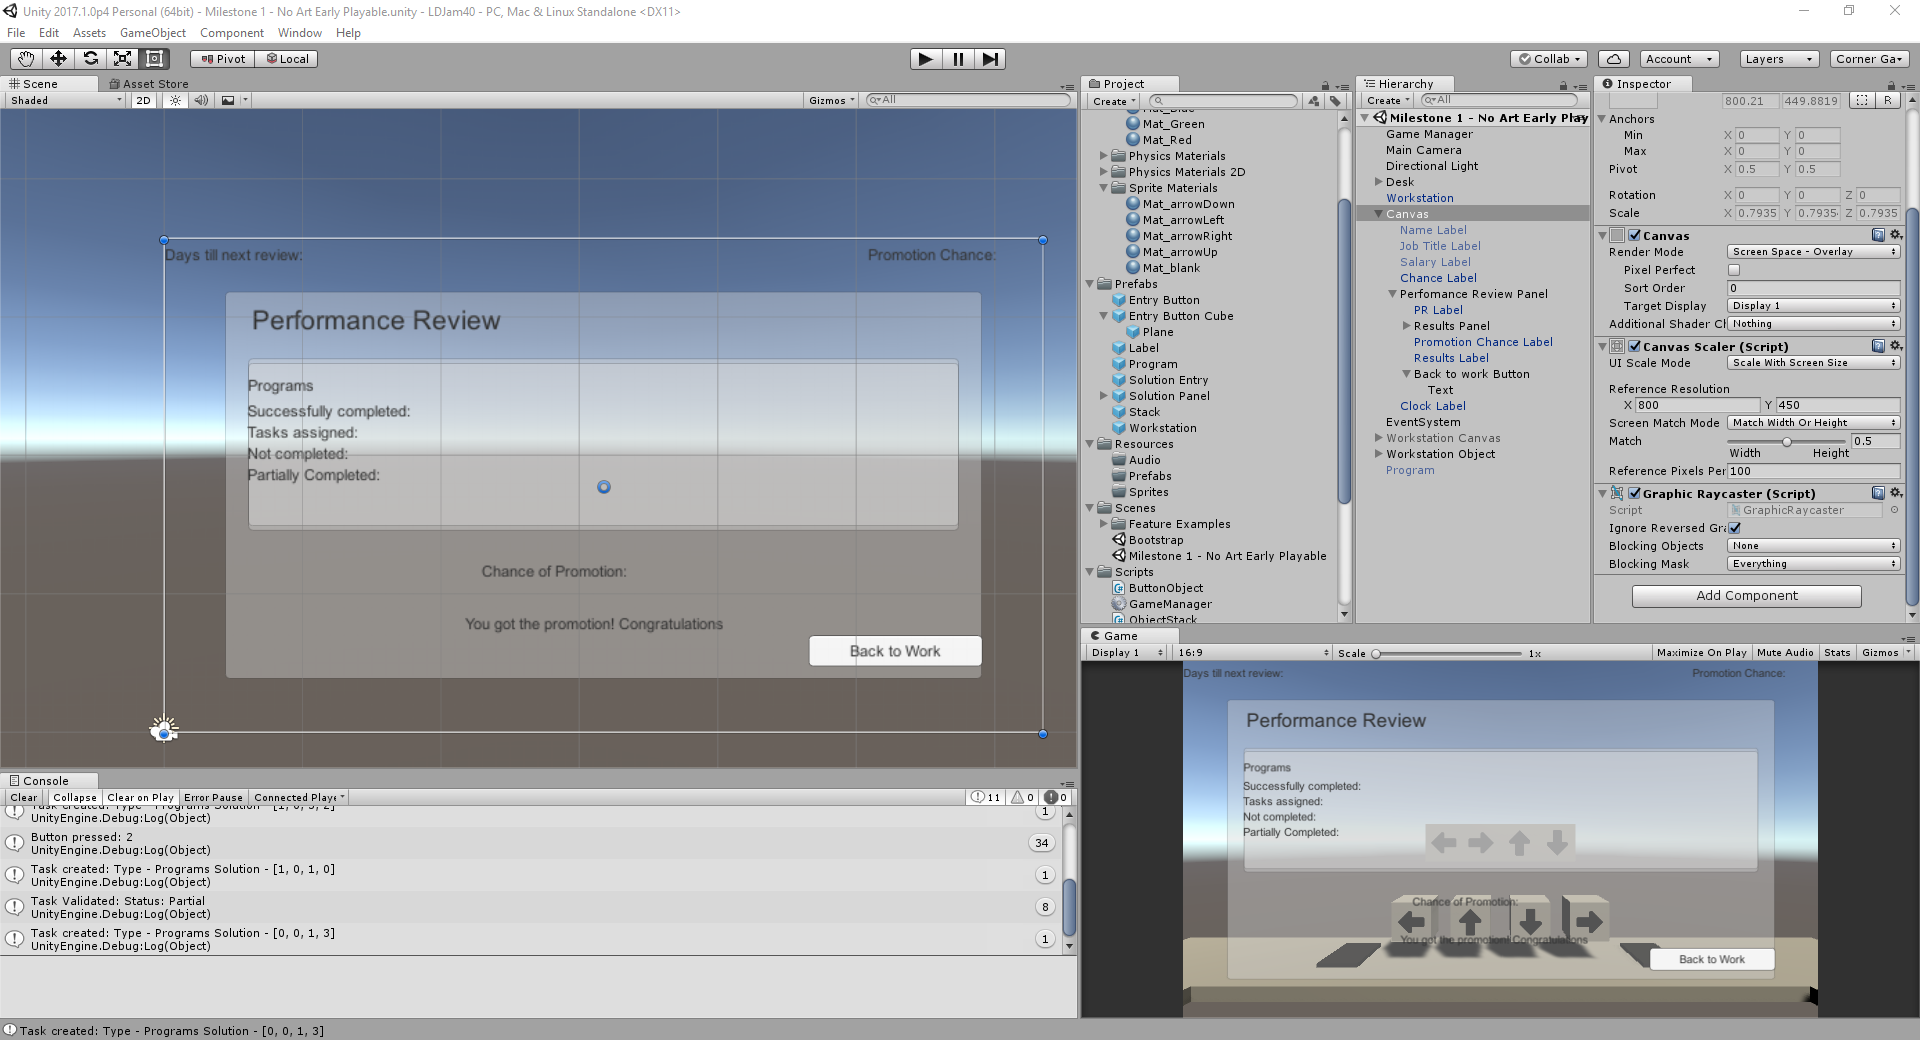 Unity 2017.1.0p4 Personal (64bit) - Milestone 1 - No Art Early Playable.unity - LDJam40 - PC, Mac & Linux Standalone <DX11>
File Edit Assets GameObject Component Window Help
Pivot Local
Collab Account Layers Corner Ga
Scene Asset Store
Shaded 2D Gizmos All
Days till next review:
Promotion Chance:
Performance Review
Programs
Successfully completed:
Tasks assigned:
Not completed:
Partially Completed:
Chance of Promotion:
You got the promotion! Congratulations
Back to Work
Console
Clear Collapse Clear on Play Error Pause Connected Playe 11 0 0
Task created: Type - Programs Solution - [1, 0, 3, 2]
UnityEngine.Debug:Log(Object) 1
Button pressed: 2
UnityEngine.Debug:Log(Object) 34
Task created: Type - Programs Solution - [1, 0, 1, 0]
UnityEngine.Debug:Log(Object) 1
Task Validated: Status: Partial
UnityEngine.Debug:Log(Object) 8
Task created: Type - Programs Solution - [0, 0, 1, 3]
UnityEngine.Debug:Log(Object) 1
Task created: Type - Programs Solution - [0, 0, 1, 3]
Project
Create
Mat_Blue
Mat_Green
Mat_Red
Physics Materials
Physics Materials 2D
Sprite Materials
Mat_arrowDown
Mat_arrowLeft
Mat_arrowRight
Mat_arrowUp
Mat_blank
Prefabs
Entry Button
Entry Button Cube
Plane
Label
Program
Solution Entry
Solution Panel
Stack
Workstation
Resources
Audio
Prefabs
Sprites
Scenes
Feature Examples
Bootstrap
Milestone 1 - No Art Early Playable
Scripts
ButtonObject
GameManager
ObjectStack
Hierarchy
Create All
Milestone 1 - No Art Early Play
Game Manager
Main Camera
Directional Light
Desk
Workstation
Canvas
Name Label
Job Title Label
Salary Label
Chance Label
Perfomance Review Panel
PR Label
Results Panel
Promotion Chance Label
Results Label
Back to work Button
Text
Clock Label
EventSystem
Workstation Canvas
Workstation Object
Program
Inspector
800.21 449.8819 R
Anchors
Min X 0 Y 0
Max X 0 Y 0
Pivot X 0.5 Y 0.5
Rotation X 0 Y 0 Z 0
Scale X 0.7935 Y 0.7935 Z 0.7935
Canvas
Render Mode Screen Space - Overlay
Pixel Perfect
Sort Order 0
Target Display Display 1
Additional Shader Ch Nothing
Canvas Scaler (Script)
UI Scale Mode Scale With Screen Size
Reference Resolution
X 800 Y 450
Screen Match Mode Match Width Or Height
Match 0.5
Width Height
Reference Pixels Per 100
Graphic Raycaster (Script)
Script GraphicRaycaster
Ignore Reversed Gra
Blocking Objects None
Blocking Mask Everything
Add Component
Game
Display 1 16:9 Scale 1x Maximize On Play Mute Audio Stats Gizmos
Days till next review: Promotion Chance:
Performance Review
Programs
Successfully completed:
Tasks assigned:
Not completed:
Partially Completed:
Chance of Promotion:
You got the promotion! Congratulations
Back to Work